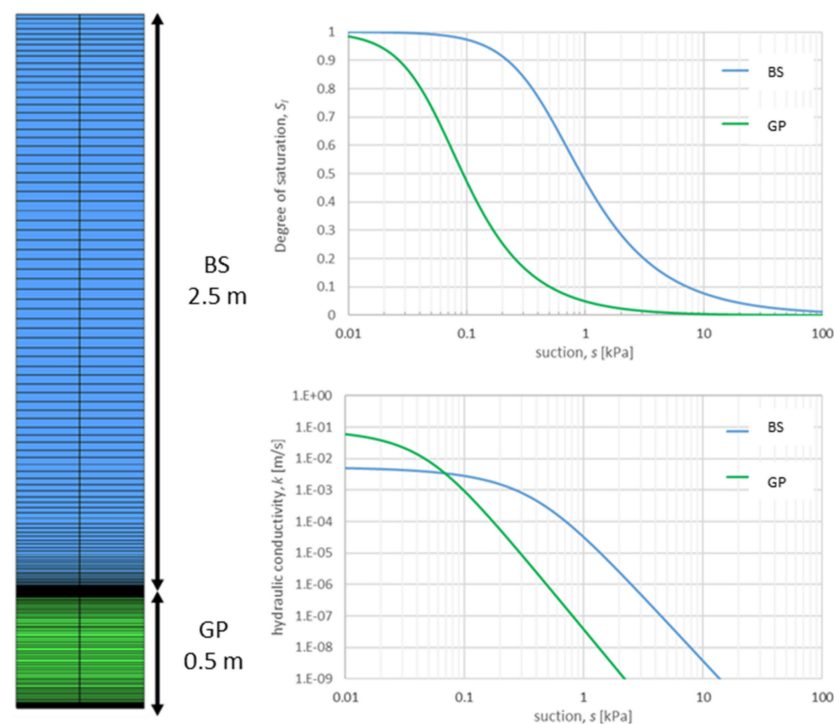 BS
2.5 m
GP
0.5 m
Degree of saturation, Sₗ
1
0.9
0.8
0.7
0.6
0.5
0.4
0.3
0.2
0.1
0
0.01
0.1
1
10
100
suction, s [kPa]
BS
GP
hydraulic conductivity, k [m/s]
1.E+00
1.E-01
1.E-02
1.E-03
1.E-04
1.E-05
1.E-06
1.E-07
1.E-08
1.E-09
0.01
0.1
1
10
100
suction, s [kPa]
BS
GP